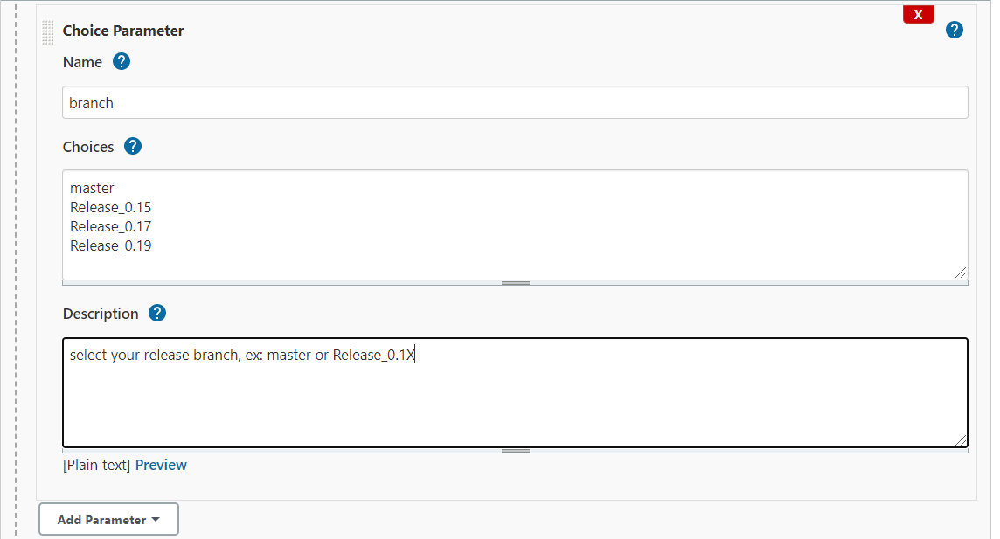 X
Choice Parameter ?
Name ?
branch
Choices ?
master
Release_0.15
Release_0.17
Release_0.19
Description ?
select your release branch, ex: master or Release_0.1X
[Plain text] Preview
Add Parameter